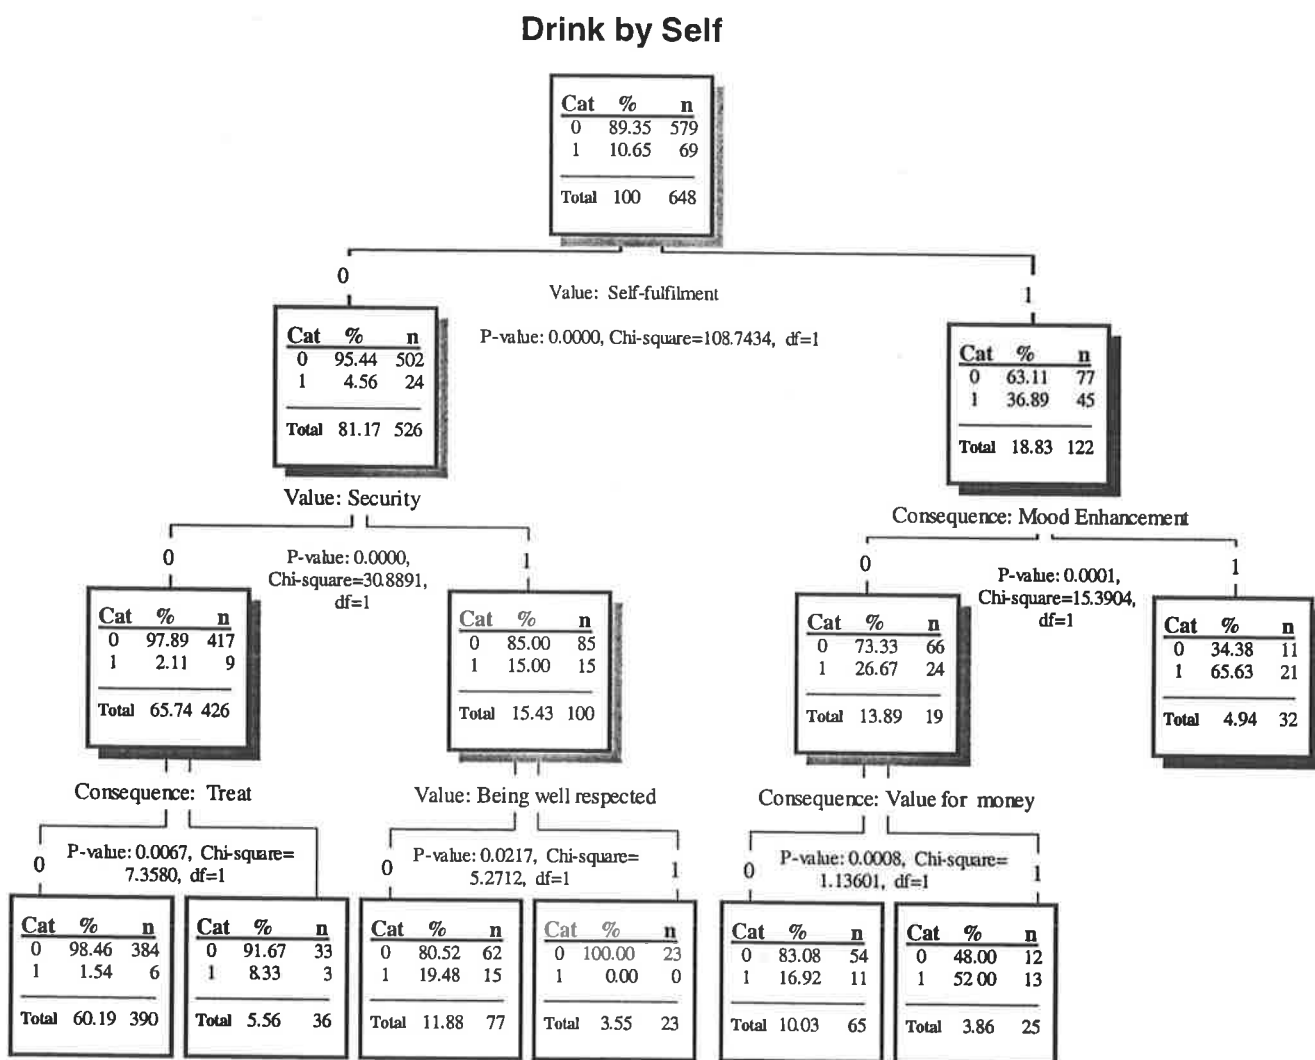 Drink by Self
Cat % n
0 89.35 579
1 10.65 69
Total 100 648
0
Value: Self-fulfilment
1
P-value: 0.0000, Chi-square=108.7434, df=1
Cat % n
0 95.44 502
1 4.56 24
Total 81.17 526
Cat % n
0 63.11 77
1 36.89 45
Total 18.83 122
Value: Security
Consequence: Mood Enhancement
0
P-value: 0.0000,
Chi-square=30.8891,
df=1
1
0
P-value: 0.0001,
Chi-square=15.3904,
df=1
1
Cat % n
0 97.89 417
1 2.11 9
Total 65.74 426
Cat % n
0 85.00 85
1 15.00 15
Total 15.43 100
Cat % n
0 73.33 66
1 26.67 24
Total 13.89 19
Cat % n
0 34.38 11
1 65.63 21
Total 4.94 32
Consequence: Treat
Value: Being well respected
Consequence: Value for money
0
P-value: 0.0067, Chi-square=
7.3580, df=1
0
P-value: 0.0217, Chi-square=
5.2712, df=1
1
0
P-value: 0.0008, Chi-square=
1.13601, df=1
1
Cat % n
0 98.46 384
1 1.54 6
Total 60.19 390
Cat % n
0 91.67 33
1 8.33 3
Total 5.56 36
Cat % n
0 80.52 62
1 19.48 15
Total 11.88 77
Cat % n
0 100.00 23
1 0.00 0
Total 3.55 23
Cat % n
0 83.08 54
1 16.92 11
Total 10.03 65
Cat % n
0 48.00 12
1 52 00 13
Total 3.86 25